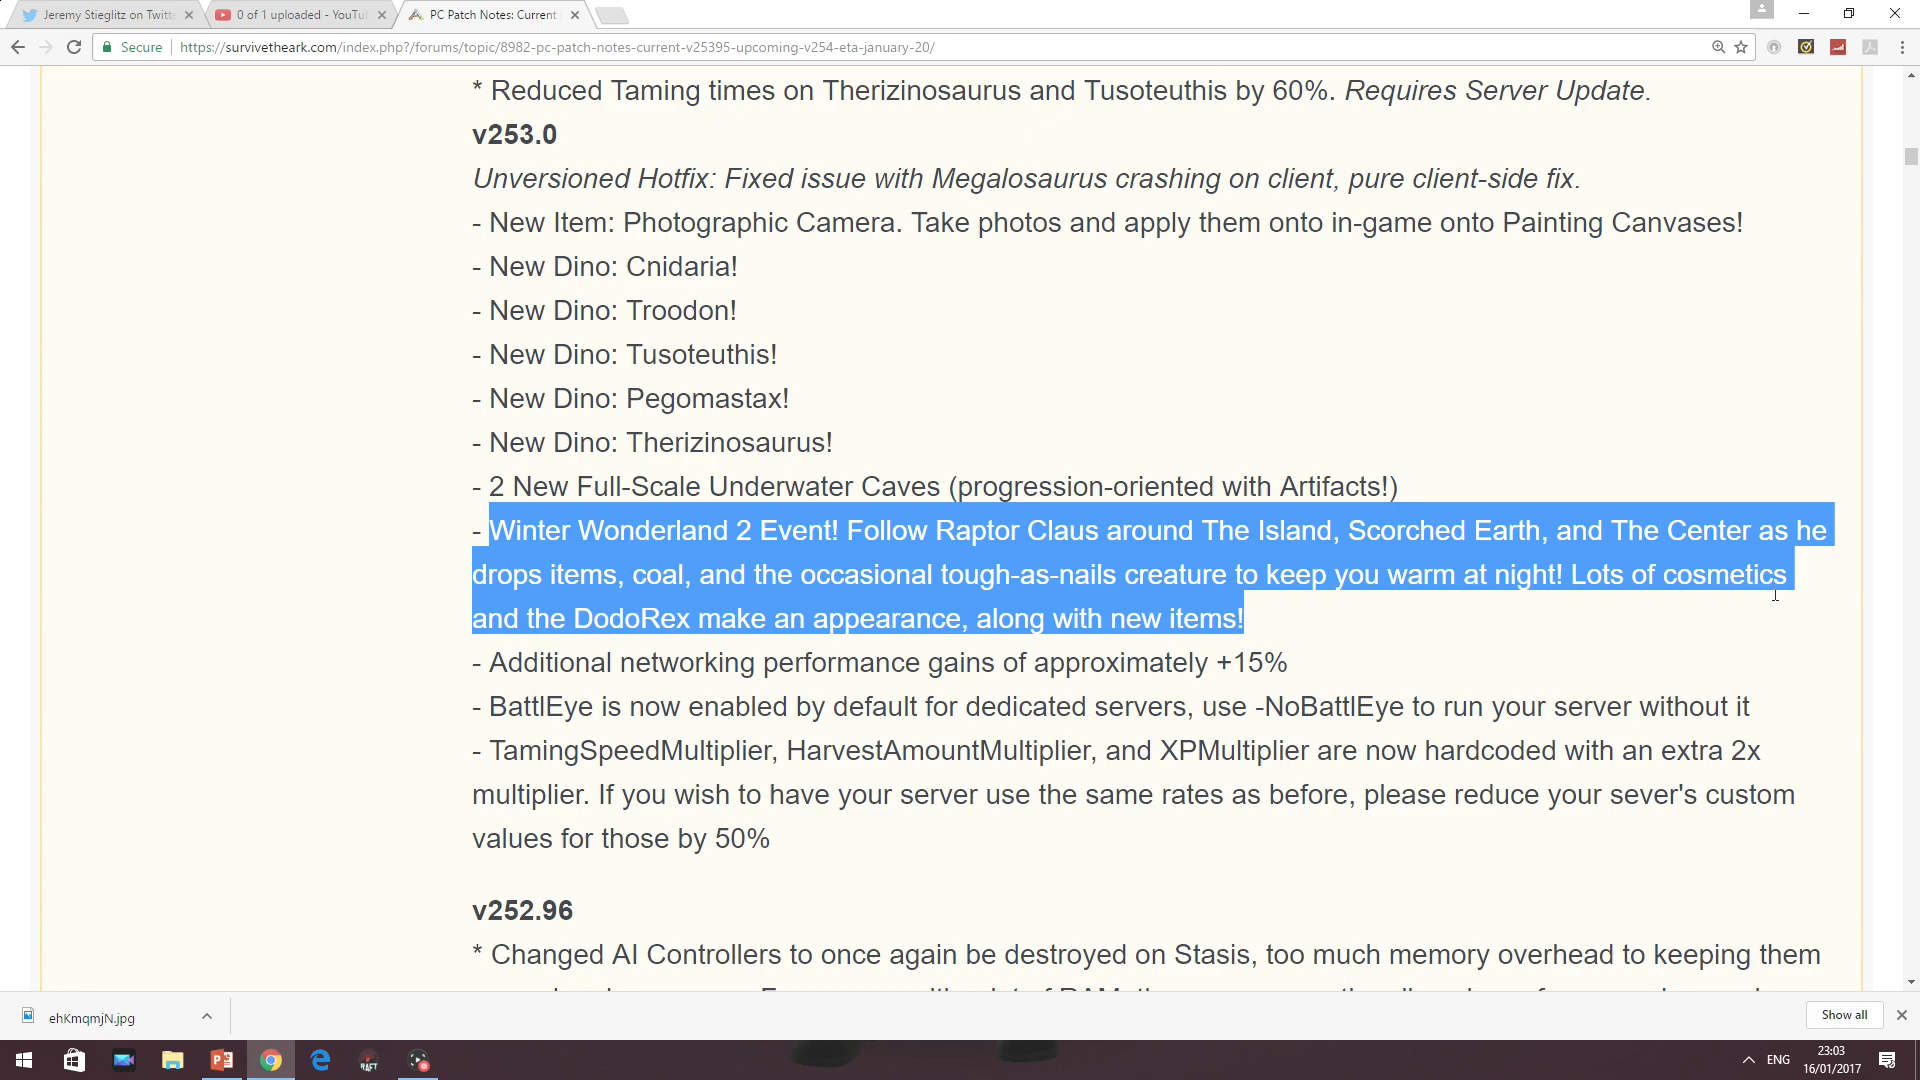 Jeremy Stieglitz on Twitt
0 of 1 uploaded - YouTu
PC Patch Notes: Current
Secure
https://survivetheark.com/index.php?/forums/topic/8982-pc-patch-notes-current-v25395-upcoming-v254-eta-january-20/
* Reduced Taming times on Therizinosaurus and Tusoteuthis by 60%. Requires Server Update.
v253.0
Unversioned Hotfix: Fixed issue with Megalosaurus crashing on client, pure client-side fix.
- New Item: Photographic Camera. Take photos and apply them onto in-game onto Painting Canvases!
- New Dino: Cnidaria!
- New Dino: Troodon!
- New Dino: Tusoteuthis!
- New Dino: Pegomastax!
- New Dino: Therizinosaurus!
- 2 New Full-Scale Underwater Caves (progression-oriented with Artifacts!)
- Winter Wonderland 2 Event! Follow Raptor Claus around The Island, Scorched Earth, and The Center as he
drops items, coal, and the occasional tough-as-nails creature to keep you warm at night! Lots of cosmetics
and the DodoRex make an appearance, along with new items!
- Additional networking performance gains of approximately +15%
- BattlEye is now enabled by default for dedicated servers, use -NoBattlEye to run your server without it
- TamingSpeedMultiplier, HarvestAmountMultiplier, and XPMultiplier are now hardcoded with an extra 2x
multiplier. If you wish to have your server use the same rates as before, please reduce your sever's custom
values for those by 50%
v252.96
* Changed AI Controllers to once again be destroyed on Stasis, too much memory overhead to keeping them
ehKmqmjN.jpg
Show all
RAFT
ENG
23:03
16/01/2017